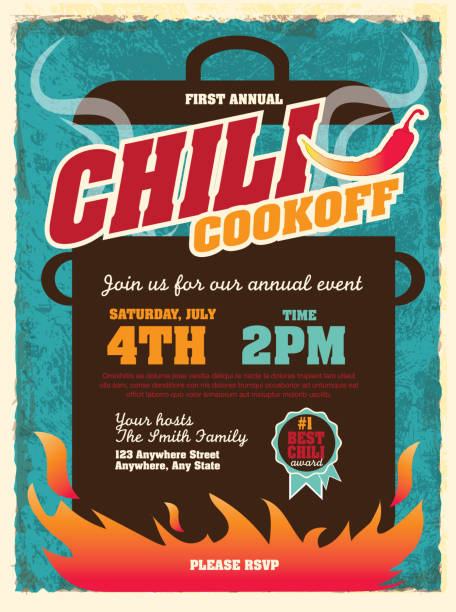 FIRST ANNUAL
CHILI
COOKOFF
Join us for our annual event
SATURDAY, JULY
4TH
TIME
2PM
Your hosts
The Smith Family
123 Anywhere Street
Anywhere, Any State
#1
BEST
CHILI
award
PLEASE RSVP